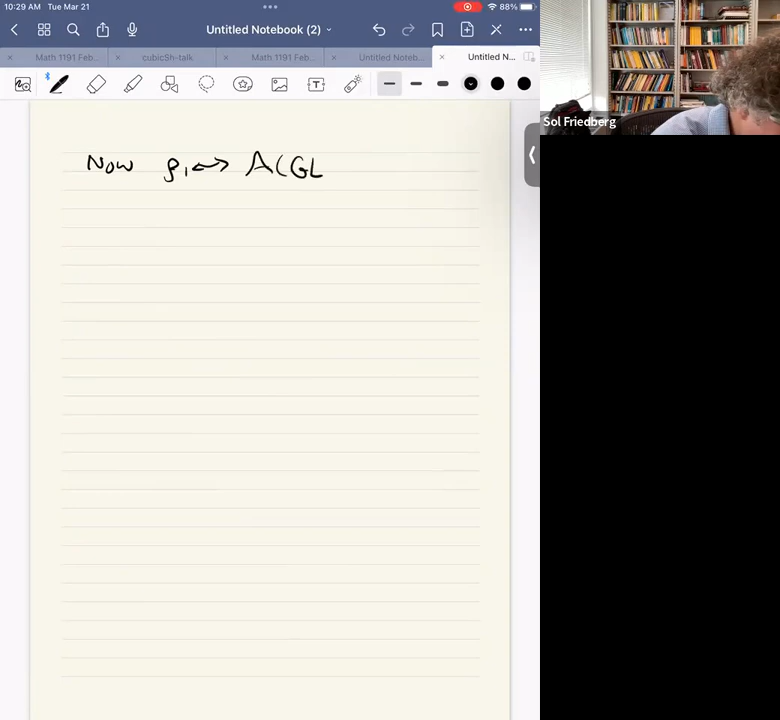 10:29 AM Tue Mar 21
88%
Untitled Notebook (2)
Math 1191 Feb...
cubicSh-talk
Math 1191 Feb...
Untitled Noteb...
Untitled N...
Sol Friedberg
Now ρ₁ ↔ A(GL